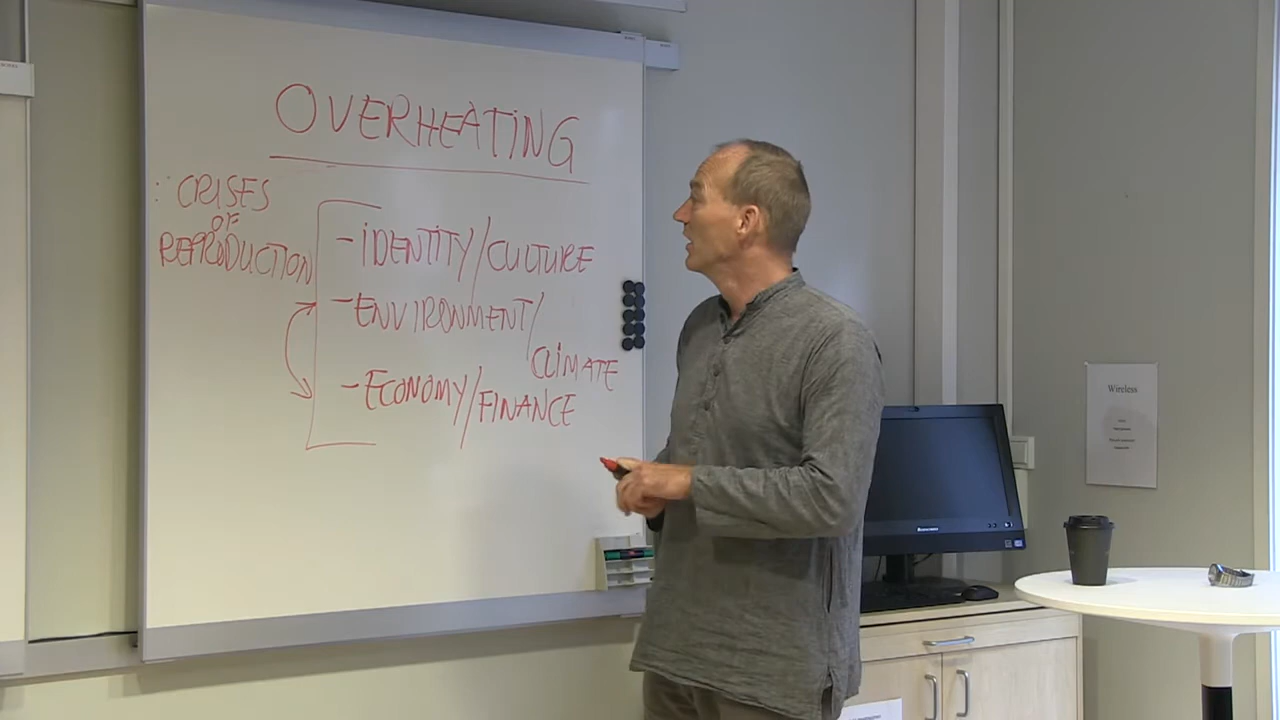 OVERHEATING
: CRISES
OF
REPRODUCTION
- IDENTITY/CULTURE
- ENVIRONMENT/
CLIMATE
- ECONOMY/FINANCE
Wireless